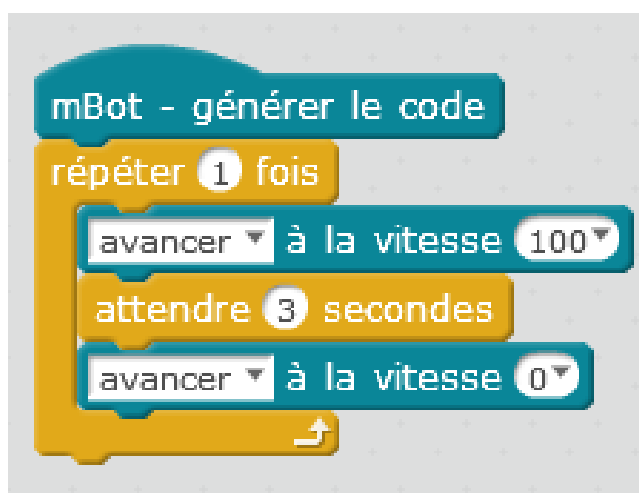 mBot - générer le code
répéter 1 fois
avancer à la vitesse 100
attendre 3 secondes
avancer à la vitesse 0